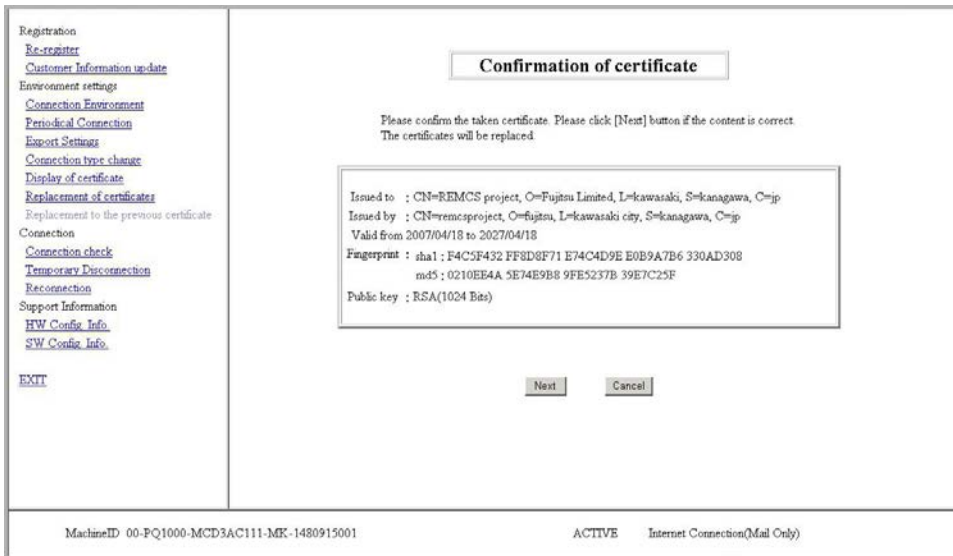 Registration
Re-register
Customer Information update
Environment settings
Connection Environment
Periodical Connection
Export Settings
Connection type change
Display of certificate
Replacement of certificates
Replacement to the previous certificate
Connection
Connection check
Temporary Disconnection
Reconnection
Support Information
HW Config. Info.
SW Config. Info.
EXIT
Confirmation of certificate
Please confirm the taken certificate. Please click [Next] button if the content is correct.
The certificates will be replaced.
Issued to : CN=REMCS project, O=Fujitsu Limited, L=kawasaki, S=kanagawa, C=jp
Issued by : CN=remcsproject, O=fujitsu, L=kawasaki city, S=kanagawa, C=jp
Valid from 2007/04/18 to 2027/04/18
Fingerprint : sha1 : F4C5F432 FF8D8F71 E74C4D9E E0B9A7B6 330AD308
md5 : 0210EE4A 5E74E9B8 9FE5237B 39E7C25F
Public key : RSA(1024 Bits)
Next Cancel
MachineID 00-PQ1000-MCD3AC111-MK-1480915001 ACTIVE Internet Connection(Mail Only)